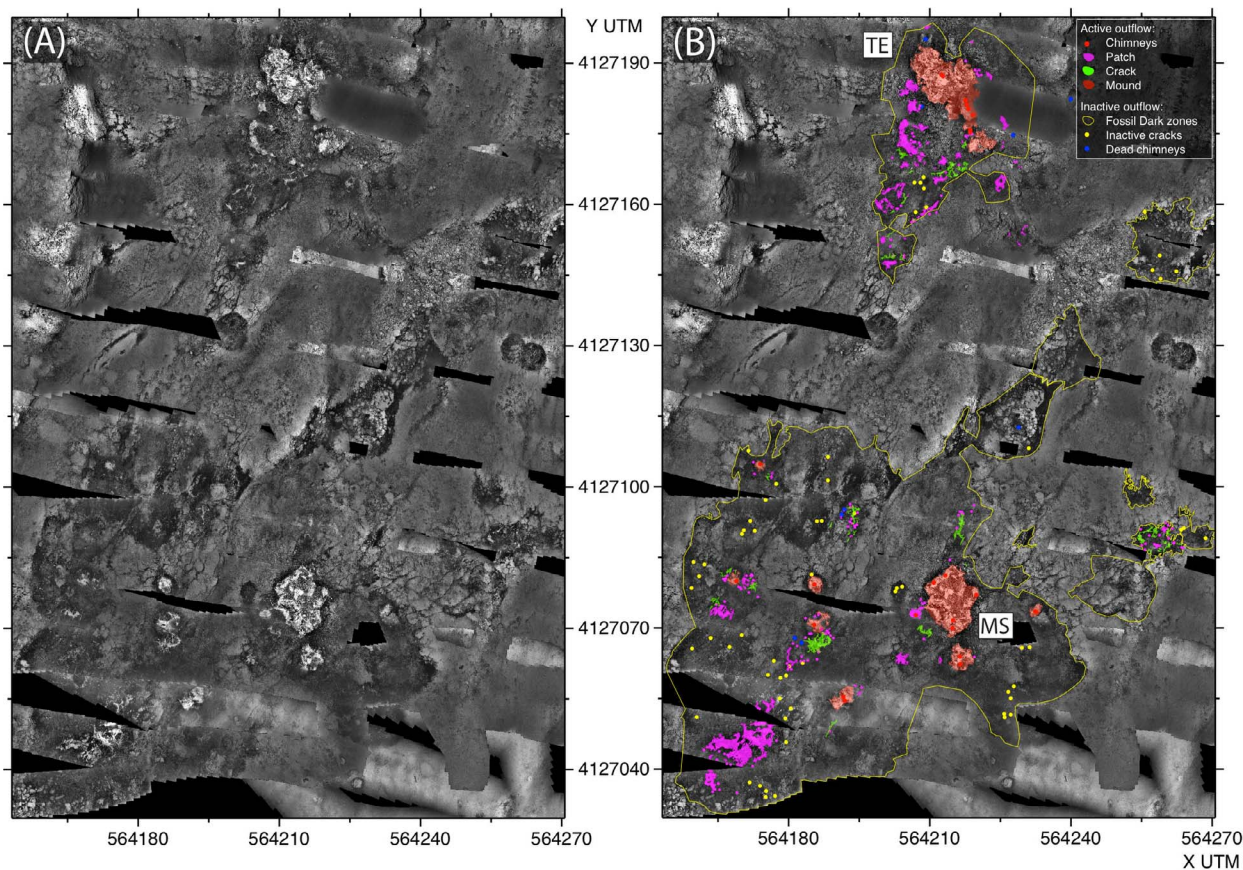 (A)
Y UTM
(B)
TE
Active outflow:
Chimneys
Patch
Crack
Mound
Inactive outflow:
Fossil Dark zones
Inactive cracks
Dead chimneys
4127190
4127160
4127130
4127100
4127070
4127040
MS
564180
564210
564240
564270
564180
564210
564240
564270
X UTM